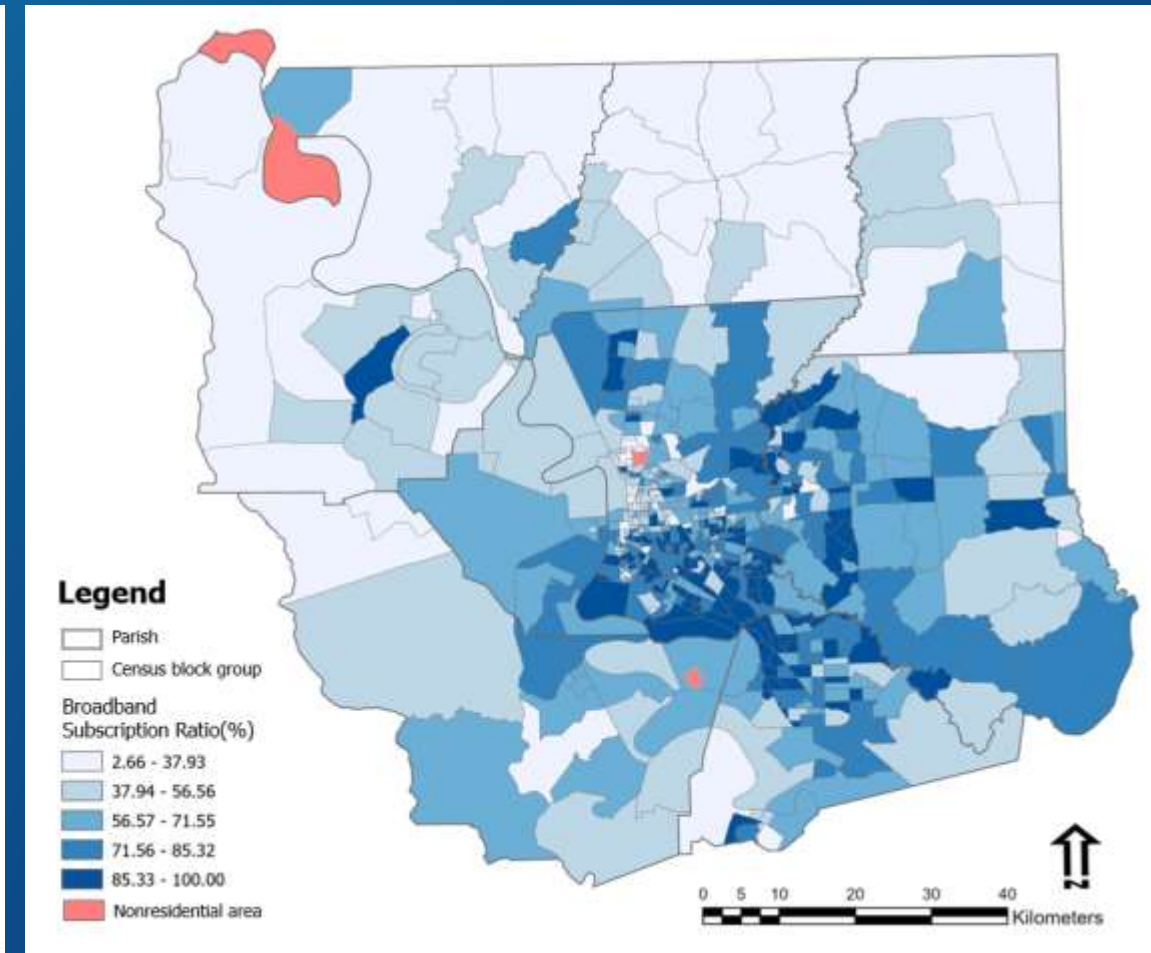 Legend
Parish
Census block group
Broadband
Subscription Ratio(%)
2.66 - 37.93
37.94 - 56.56
56.57 - 71.55
71.56 - 85.32
85.33 - 100.00
Nonresidential area
N
0 5 10 20 30 40
Kilometers